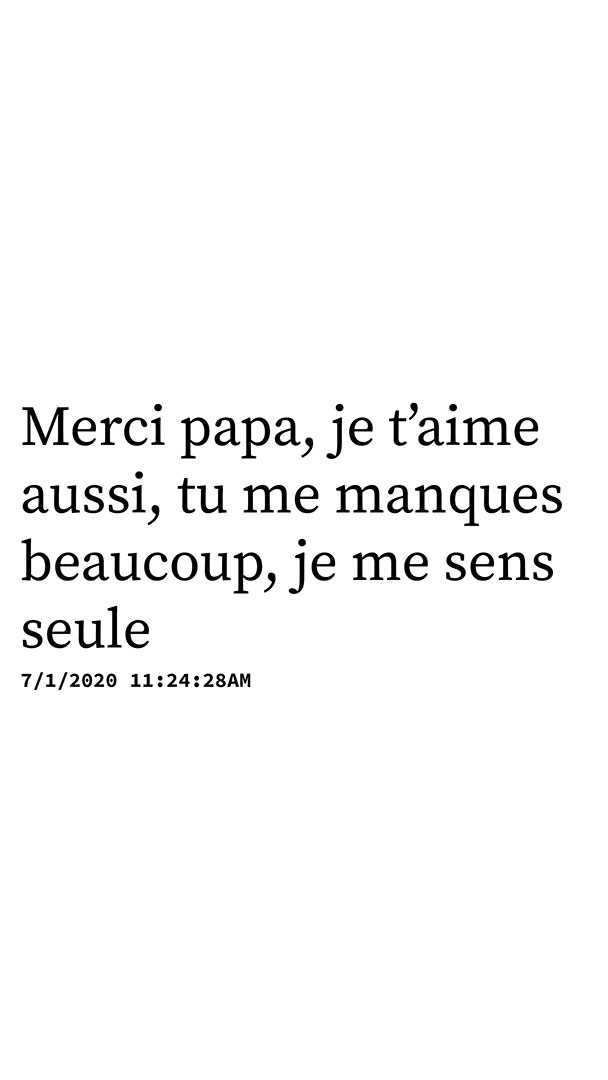 Merci papa, je t’aime
aussi, tu me manques
beaucoup, je me sens
seule
7/1/2020 11:24:28AM